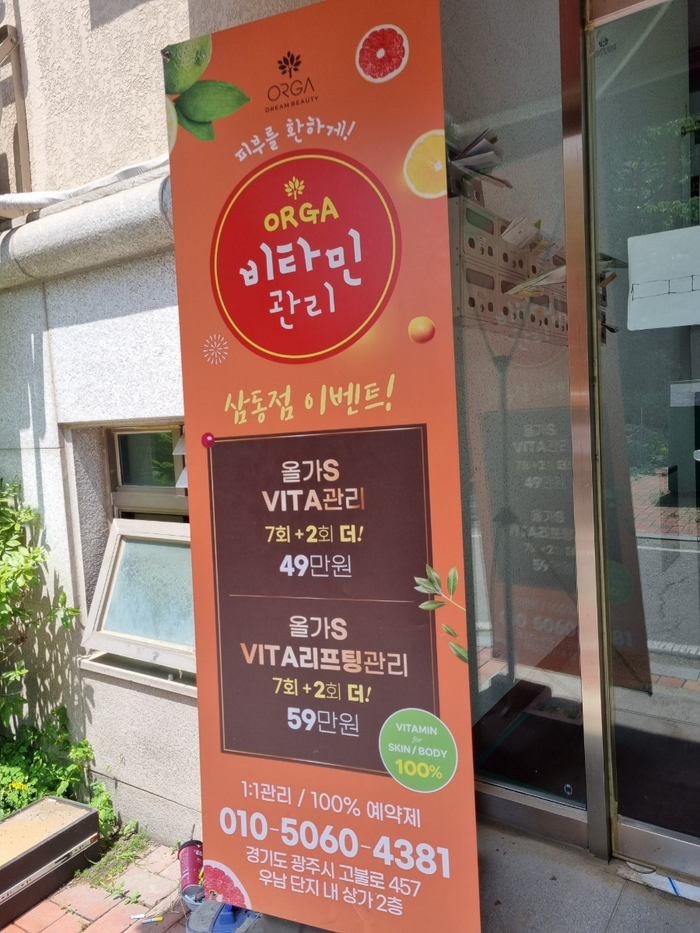 ORGA
DREAM BEAUTY
피부를 환하게!
ORGA
비타민
관리
삼동점 이벤트!
올가S
VITA관리
7회+2회 더!
49만원
올가S
VITA리프팅관리
7회+2회 더!
59만원
VITAMIN
for
SKIN/BODY
100%
1:1관리 / 100% 예약제
010-5060-4381
경기도 광주시 고불로 457
우남 단지 내 상가 2층